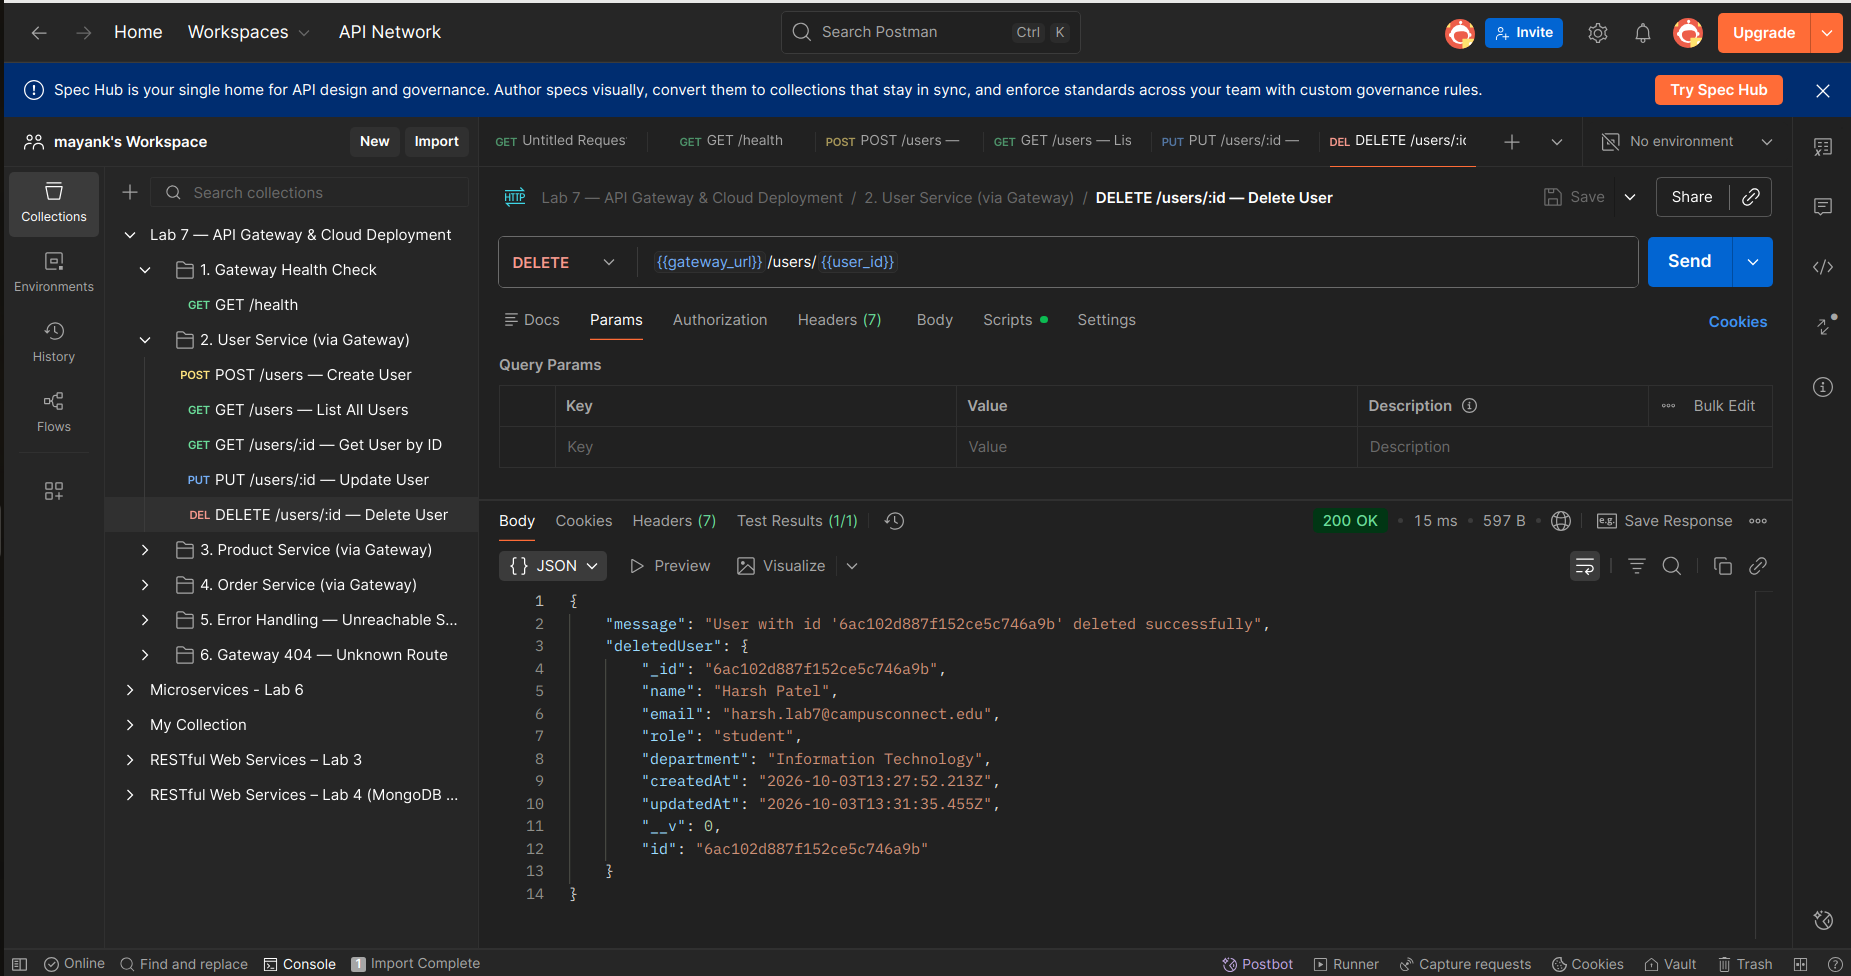 Home Workspaces API Network Search Postman Ctrl K Invite Upgrade
Spec Hub is your single home for API design and governance. Author specs visually, convert them to collections that stay in sync, and enforce standards across your team with custom governance rules. Try Spec Hub
mayank's Workspace New Import
GET Untitled Reques GET GET /health POST POST /users — GET GET /users — Lis PUT PUT /users/:id — DEL DELETE /users/:id No environment
Collections
Environments
History
Flows
Search collections
Lab 7 — API Gateway & Cloud Deployment
1. Gateway Health Check
GET GET /health
2. User Service (via Gateway)
POST POST /users — Create User
GET GET /users — List All Users
GET GET /users/:id — Get User by ID
PUT PUT /users/:id — Update User
DEL DELETE /users/:id — Delete User
3. Product Service (via Gateway)
4. Order Service (via Gateway)
5. Error Handling — Unreachable S...
6. Gateway 404 — Unknown Route
Microservices - Lab 6
My Collection
RESTful Web Services – Lab 3
RESTful Web Services – Lab 4 (MongoDB ...
HTTP Lab 7 — API Gateway & Cloud Deployment / 2. User Service (via Gateway) / DELETE /users/:id — Delete User Save Share
DELETE {{gateway_url}} /users/ {{user_id}} Send
Docs Params Authorization Headers (7) Body Scripts Settings Cookies
Query Params
Key Value Description Bulk Edit
Key Value Description
Body Cookies Headers (7) Test Results (1/1) 200 OK 15 ms 597 B e.g. Save Response
{} JSON Preview Visualize
1 {
2 "message": "User with id '6ac102d887f152ce5c746a9b' deleted successfully",
3 "deletedUser": {
4 "_id": "6ac102d887f152ce5c746a9b",
5 "name": "Harsh Patel",
6 "email": "harsh.lab7@campusconnect.edu",
7 "role": "student",
8 "department": "Information Technology",
9 "createdAt": "2026-10-03T13:27:52.213Z",
10 "updatedAt": "2026-10-03T13:31:35.455Z",
11 "__v": 0,
12 "id": "6ac102d887f152ce5c746a9b"
13 }
14 }
Online Find and replace Console 1 Import Complete Postbot Runner Capture requests Cookies Vault Trash